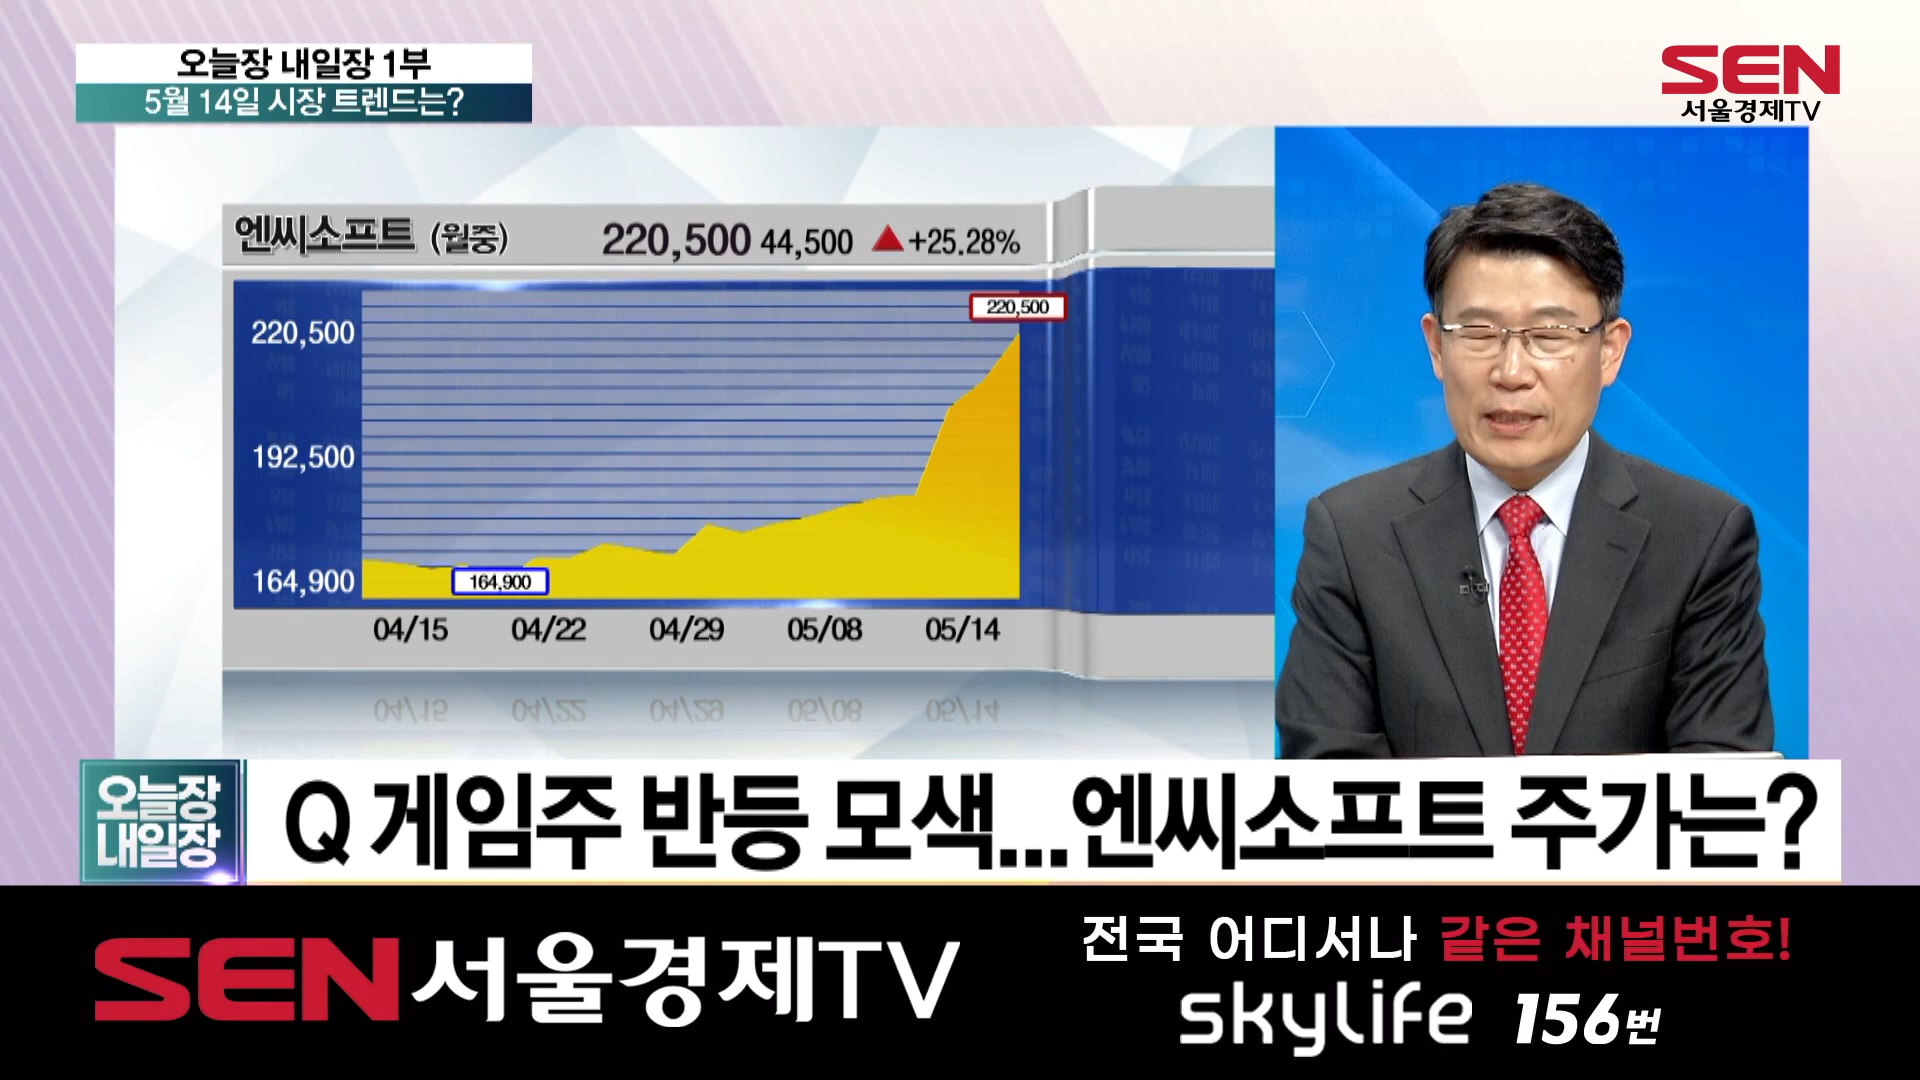 오늘장 내일장 1부
5월 14일 시장 트렌드는?
SEN
서울경제TV
엔씨소프트 (월중) 220,500 44,500 ▲+25.28%
220,500
220,500
192,500
164,900
164,900
04/15 04/22 04/29 05/08 05/14
오늘장
내일장
Q 게임주 반등 모색...엔씨소프트 주가는?
SEN 서울경제TV
전국 어디서나 같은 채널번호!
skylife 156번